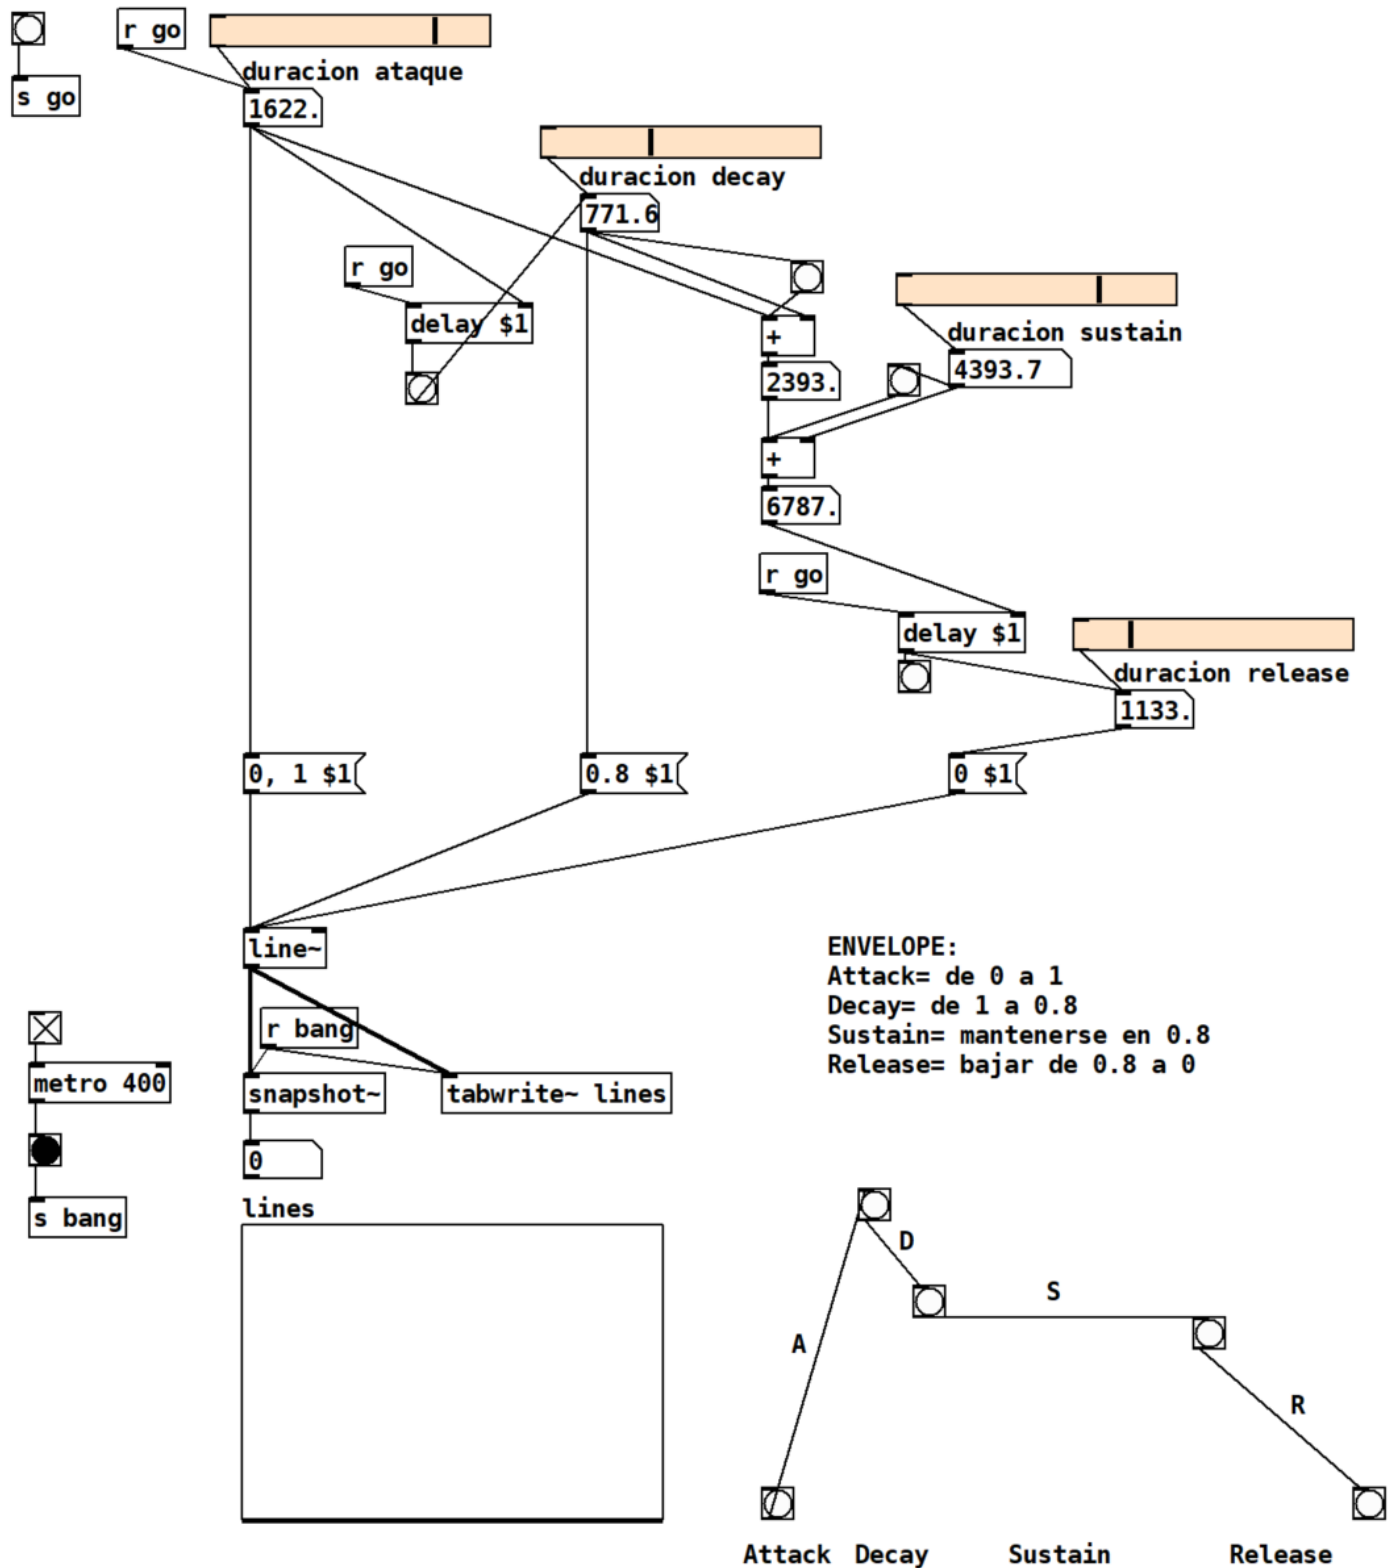 r go
duracion ataque
s go
1622.
duracion decay
771.6
r go
delay $1
duracion sustain
+
4393.7
2393.
+
6787.
r go
delay $1
duracion release
1133.
0, 1 $1
0.8 $1
0 $1
line~
ENVELOPE:
Attack= de 0 a 1
Decay= de 1 a 0.8
Sustain= mantenerse en 0.8
Release= bajar de 0.8 a 0
r bang
metro 400
snapshot~
tabwrite~ lines
0
s bang
lines
D
S
A
R
Attack Decay Sustain Release